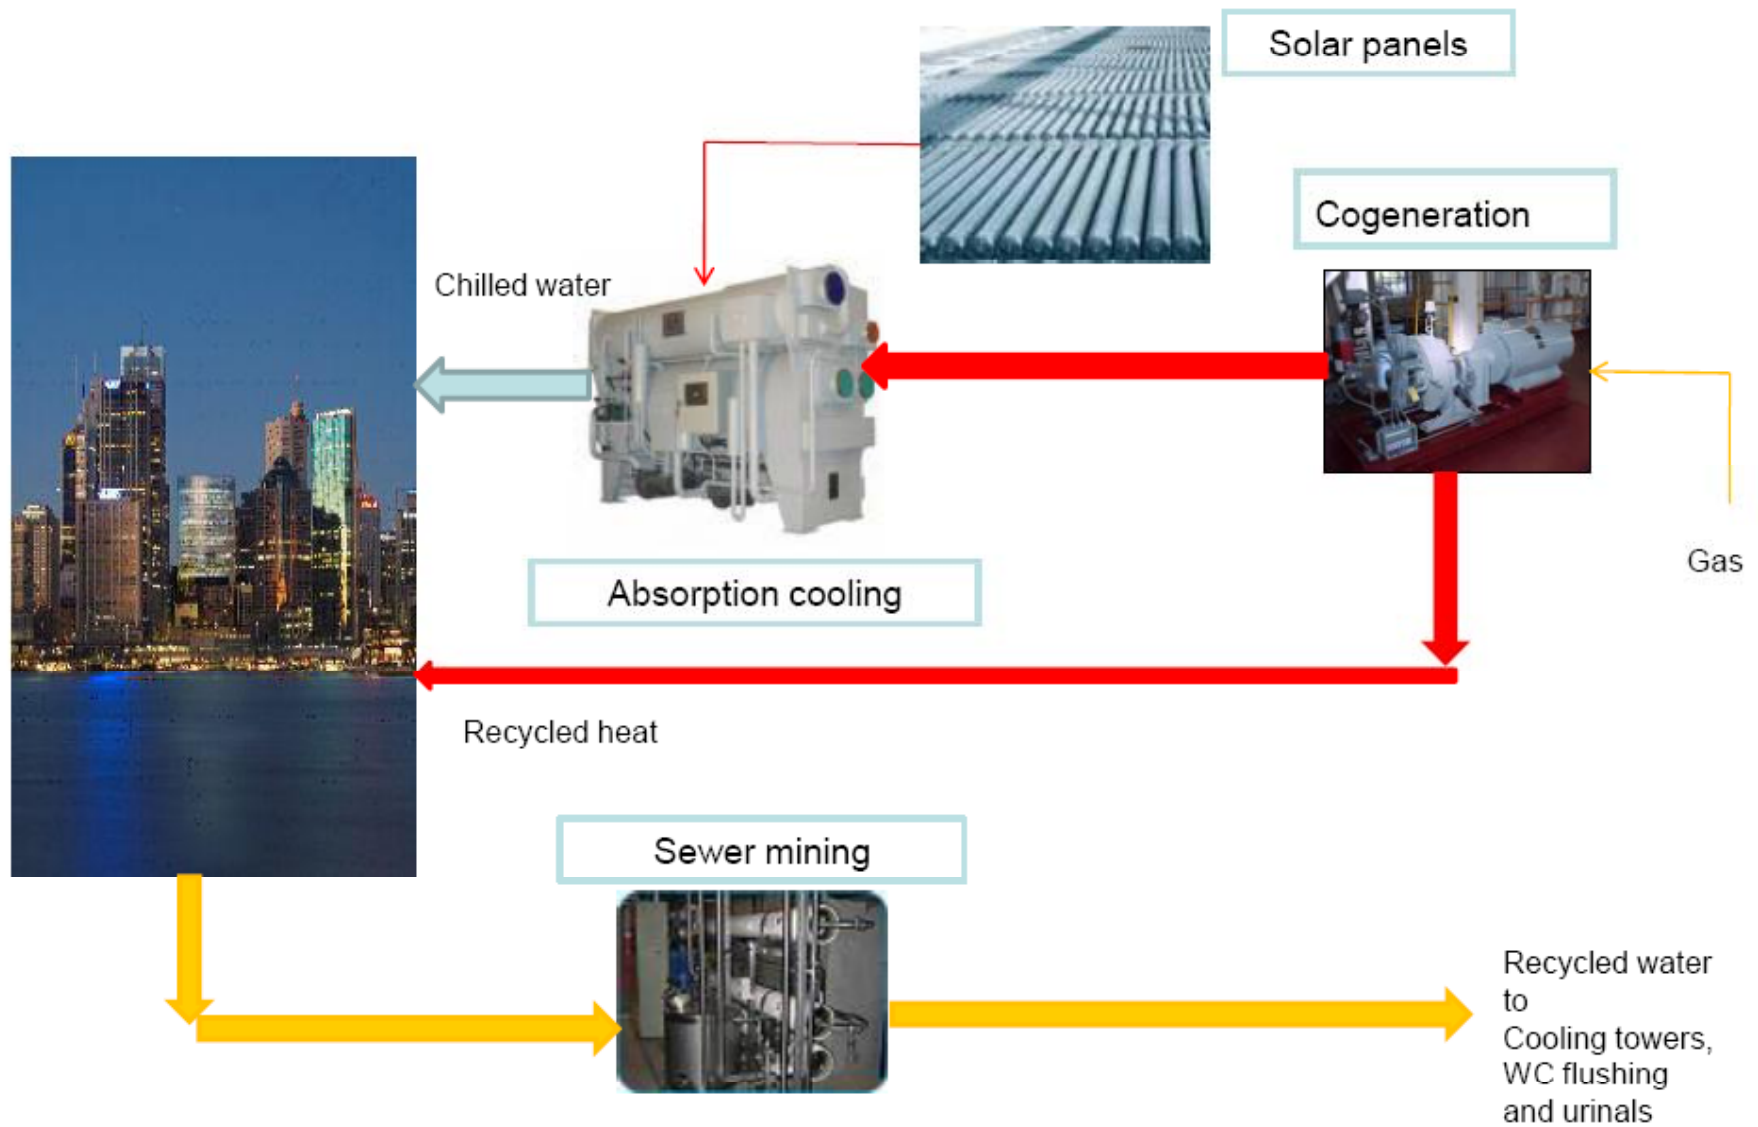 Solar panels
Cogeneration
Chilled water
Gas
Absorption cooling
Recycled heat
Sewer mining
Recycled water
to
Cooling towers,
WC flushing
and urinals